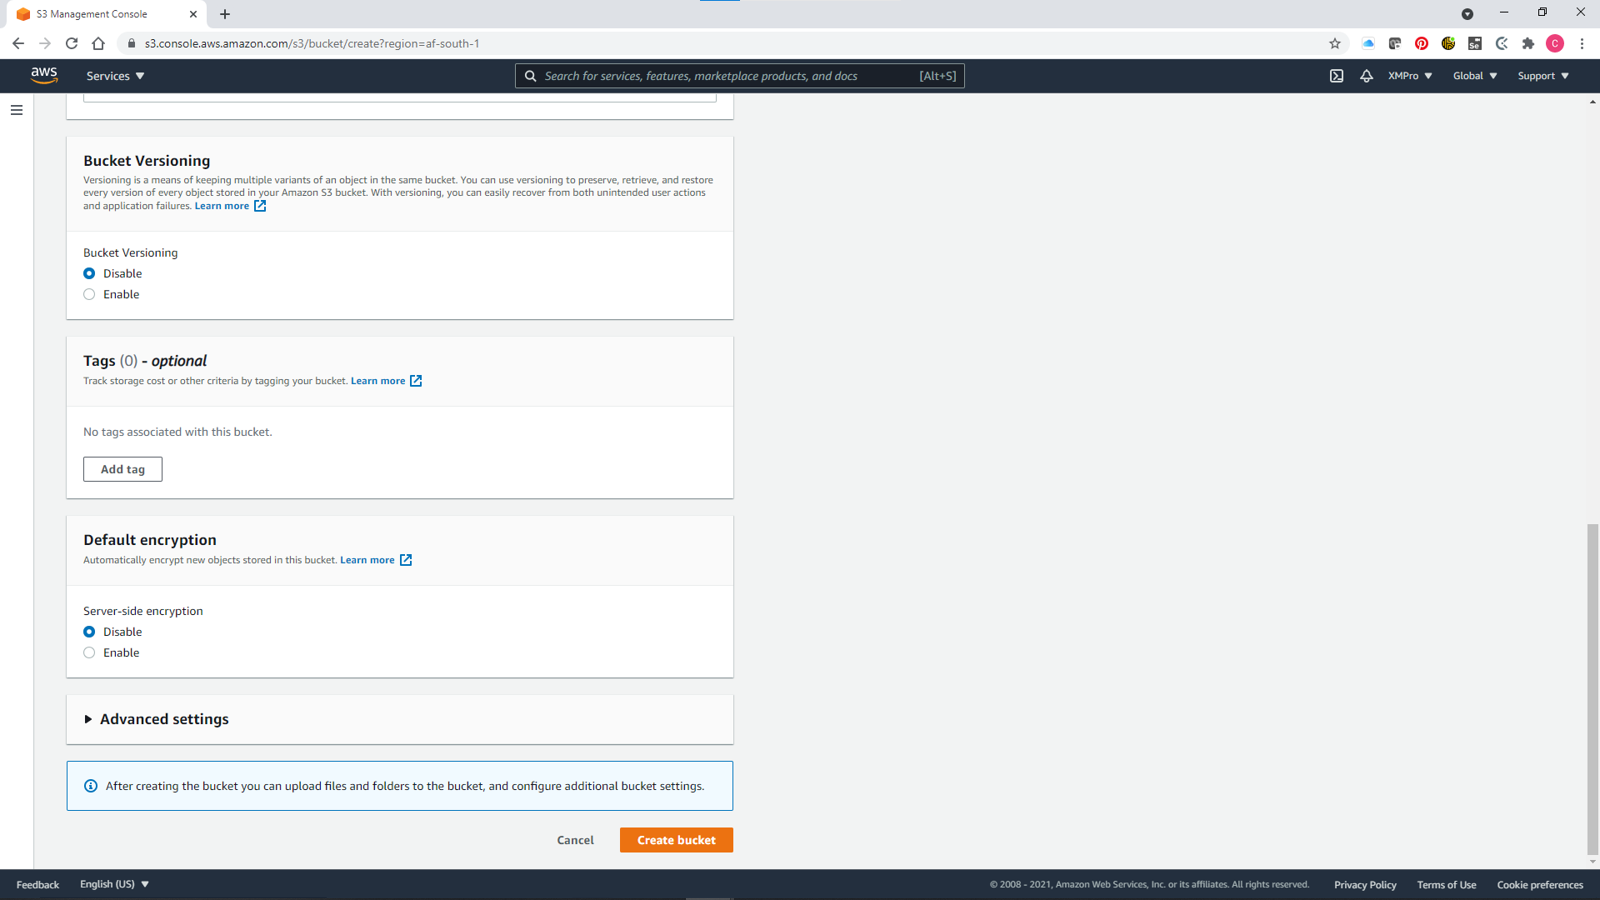 S3 Management Console
s3.console.aws.amazon.com/s3/bucket/create?region=af-south-1
Se
C
aws
Services
Search for services, features, marketplace products, and docs [Alt+S]
XMPro
Global
Support
Bucket Versioning
Versioning is a means of keeping multiple variants of an object in the same bucket. You can use versioning to preserve, retrieve, and restore
every version of every object stored in your Amazon S3 bucket. With versioning, you can easily recover from both unintended user actions
and application failures. Learn more
Bucket Versioning
Disable
Enable
Tags (0) - optional
Track storage cost or other criteria by tagging your bucket. Learn more
No tags associated with this bucket.
Add tag
Default encryption
Automatically encrypt new objects stored in this bucket. Learn more
Server-side encryption
Disable
Enable
Advanced settings
After creating the bucket you can upload files and folders to the bucket, and configure additional bucket settings.
Cancel
Create bucket
Feedback
English (US)
© 2008 - 2021, Amazon Web Services, Inc. or its affiliates. All rights reserved.
Privacy Policy
Terms of Use
Cookie preferences